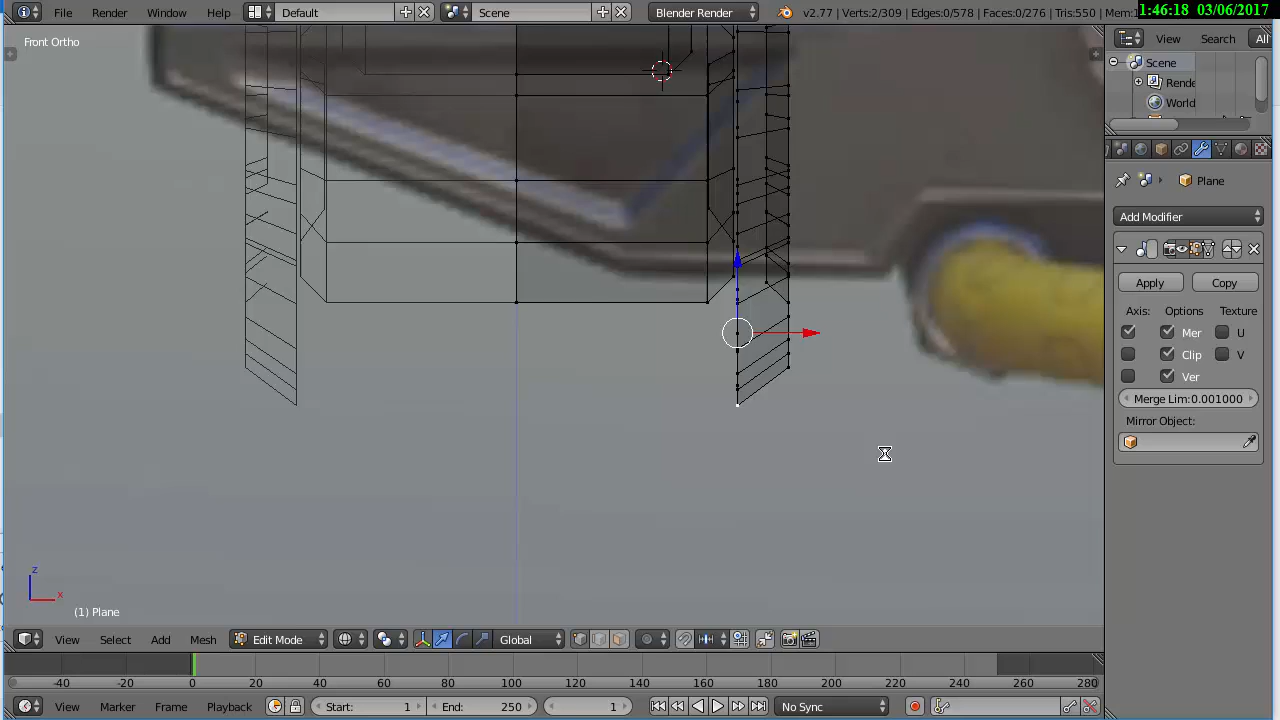 File Render Window Help Default Scene Blender Render v2.77 | Verts:2/309 | Edges:0/578 | Faces:0/276 | Tris:550 | Mem:1
1:46:18 03/06/2017
Front Ortho
View Search All
Scene
Rende
World
Plane
Add Modifier
Apply Copy
Axis: Options Texture
Mer U
Clip V
Ver
Merge Lim:0.001000
Mirror Object:
z
x
(1) Plane
View Select Add Mesh Edit Mode Global
-40 -20 0 20 40 60 80 100 120 140 160 180 200 220 240 260 280
View Marker Frame Playback Start: 1 End: 250 1 No Sync